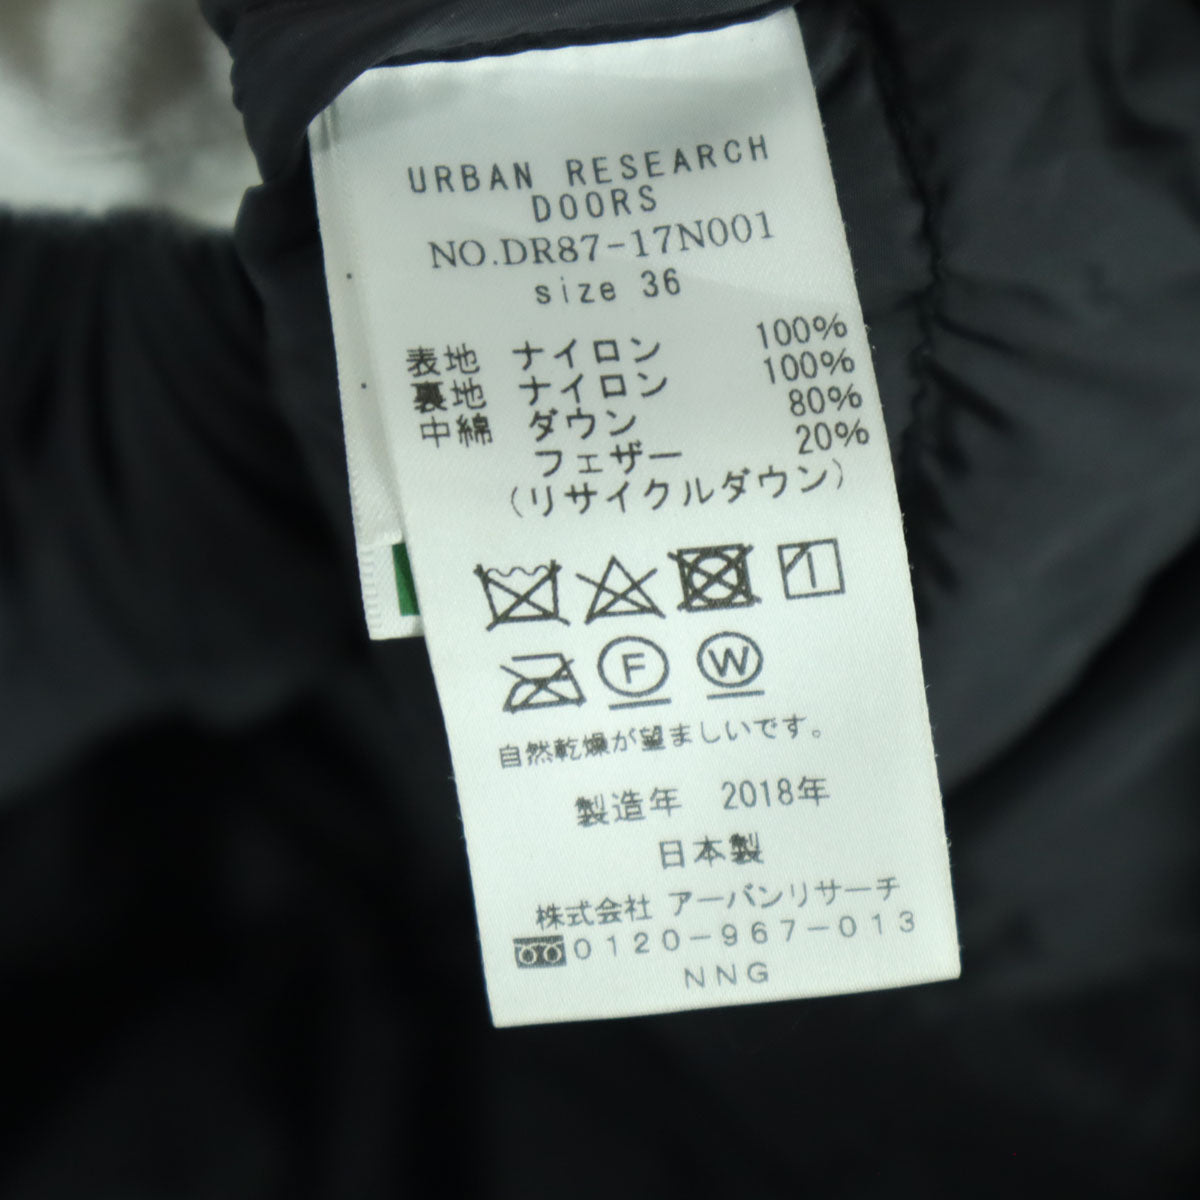 URBAN RESEARCH
DOORS
NO.DR87-17N001
size 36
表地 ナイロン 100%
裏地 ナイロン 100%
中綿 ダウン 80%
フェザー 20%
(リサイクルダウン)
F W
自然乾燥が望ましいです。
製造年 2018年
日本製
株式会社 アーバンリサーチ
0120-967-013
NNG